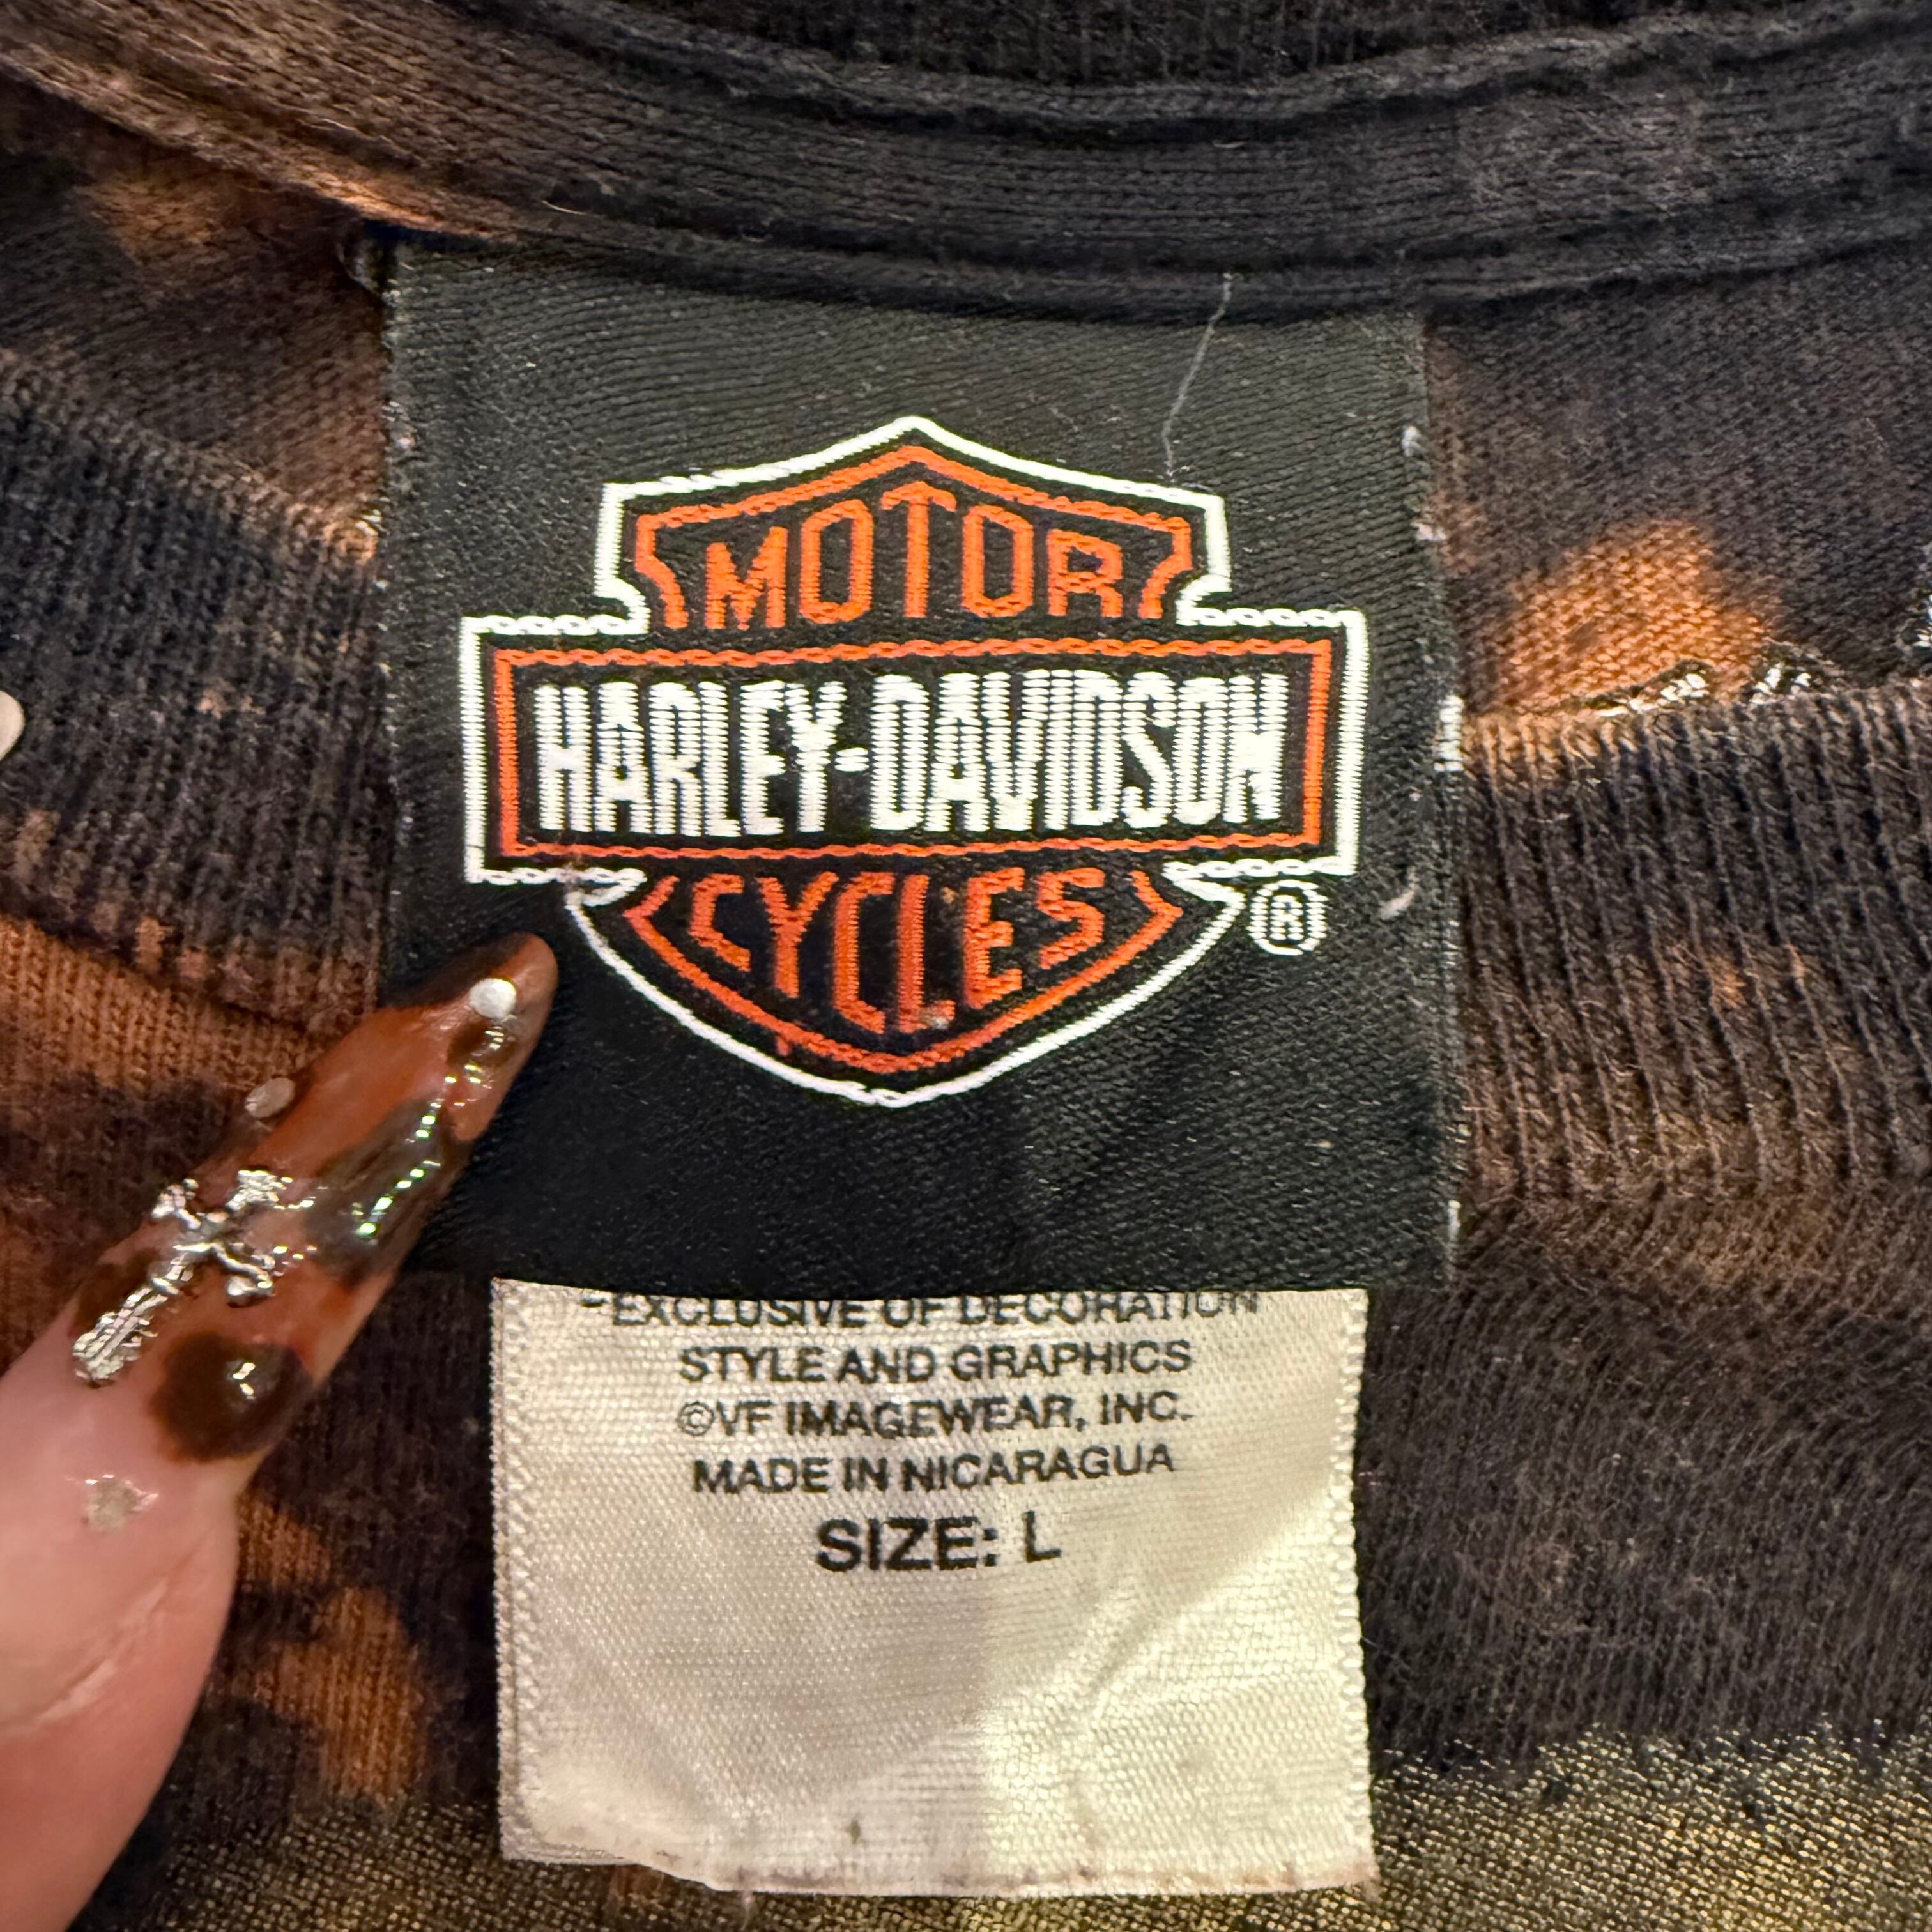 MOTOR
HARLEY-DAVIDSON
CYCLES
®
-EXCLUSIVE OF DECORATION
STYLE AND GRAPHICS
©VF IMAGEWEAR, INC.
MADE IN NICARAGUA
SIZE: L